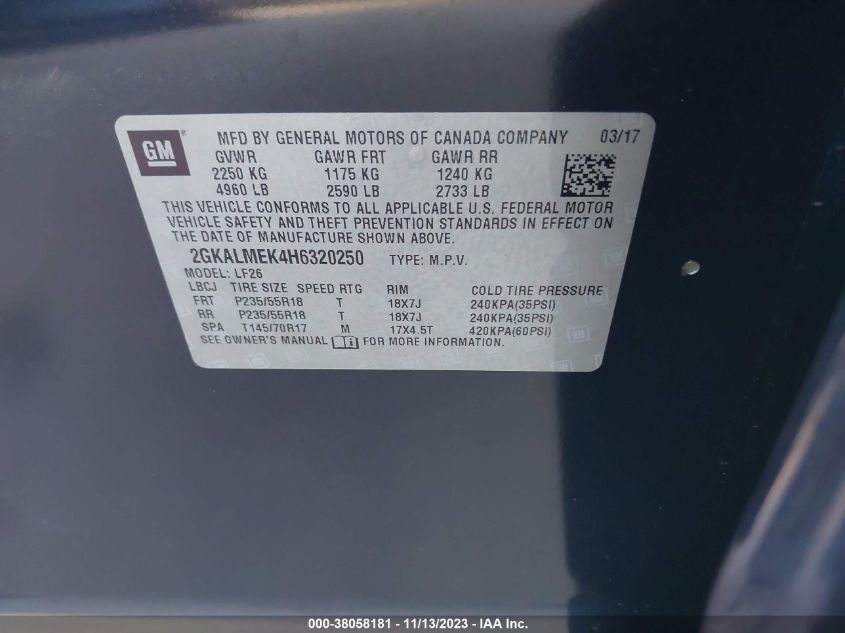 GM
MFD BY GENERAL MOTORS OF CANADA COMPANY 03/17
GVWR GAWR FRT GAWR RR
2250 KG 1175 KG 1240 KG
4960 LB 2590 LB 2733 LB
THIS VEHICLE CONFORMS TO ALL APPLICABLE U.S. FEDERAL MOTOR
VEHICLE SAFETY AND THEFT PREVENTION STANDARDS IN EFFECT ON
THE DATE OF MANUFACTURE SHOWN ABOVE.
2GKALMEK4H6320250 TYPE: M.P.V.
MODEL: LF26
LBCJ TIRE SIZE SPEED RTG RIM COLD TIRE PRESSURE
FRT P235/55R18 T 18X7J 240KPA(35PSI)
RR P235/55R18 T 18X7J 240KPA(35PSI)
SPA T145/70R17 M 17X4.5T 420KPA(60PSI)
SEE OWNER'S MANUAL FOR MORE INFORMATION.
000-38058181 - 11/13/2023 - IAA Inc.